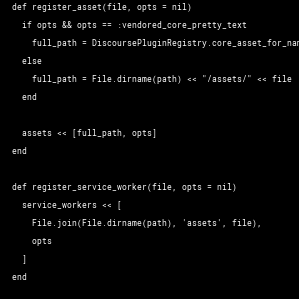 def register_asset(file, opts = nil)
  if opts && opts == :vendored_core_pretty_text
    full_path = DiscoursePluginRegistry.core_asset_for_nam
  else
    full_path = File.dirname(path) << "/assets/" << file
  end

  assets << [full_path, opts]
end

def register_service_worker(file, opts = nil)
  service_workers << [
    File.join(File.dirname(path), 'assets', file),
    opts
  ]
end